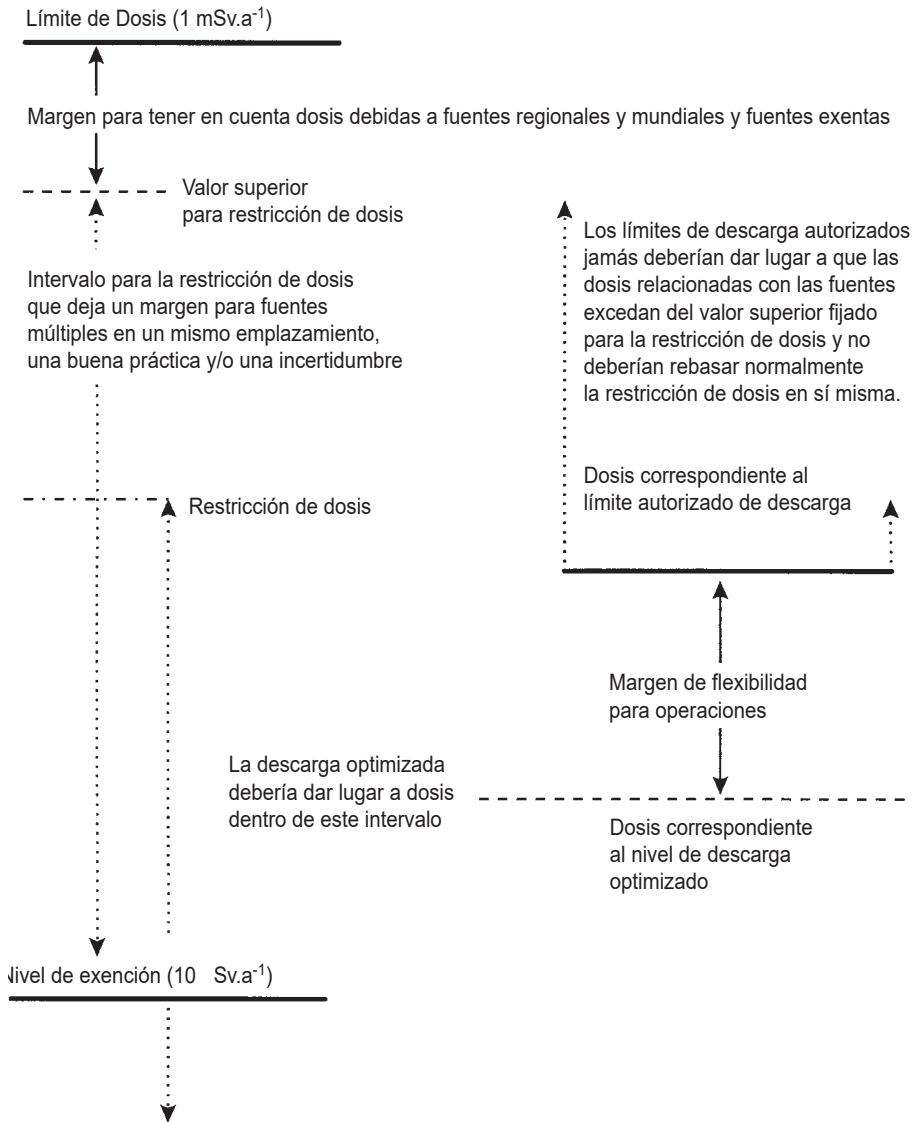 Límite de Dosis (1 mSv.a-1)
Margen para tener en cuenta dosis debidas a fuentes regionales y mundiales y fuentes exentas
Valor superior
para restricción de dosis
Intervalo para la restricción de dosis
que deja un margen para fuentes
múltiples en un mismo emplazamiento,
una buena práctica y/o una incertidumbre
Restricción de dosis
La descarga optimizada
debería dar lugar a dosis
dentro de este intervalo
Nivel de exención (10 Sv.a-1)
Los límites de descarga autorizados
jamás deberían dar lugar a que las
dosis relacionadas con las fuentes
excedan del valor superior fijado
para la restricción de dosis y no
deberían rebasar normalmente
la restricción de dosis en sí misma.
Dosis correspondiente al
límite autorizado de descarga
Margen de flexibilidad
para operaciones
Dosis correspondiente
al nivel de descarga
optimizado